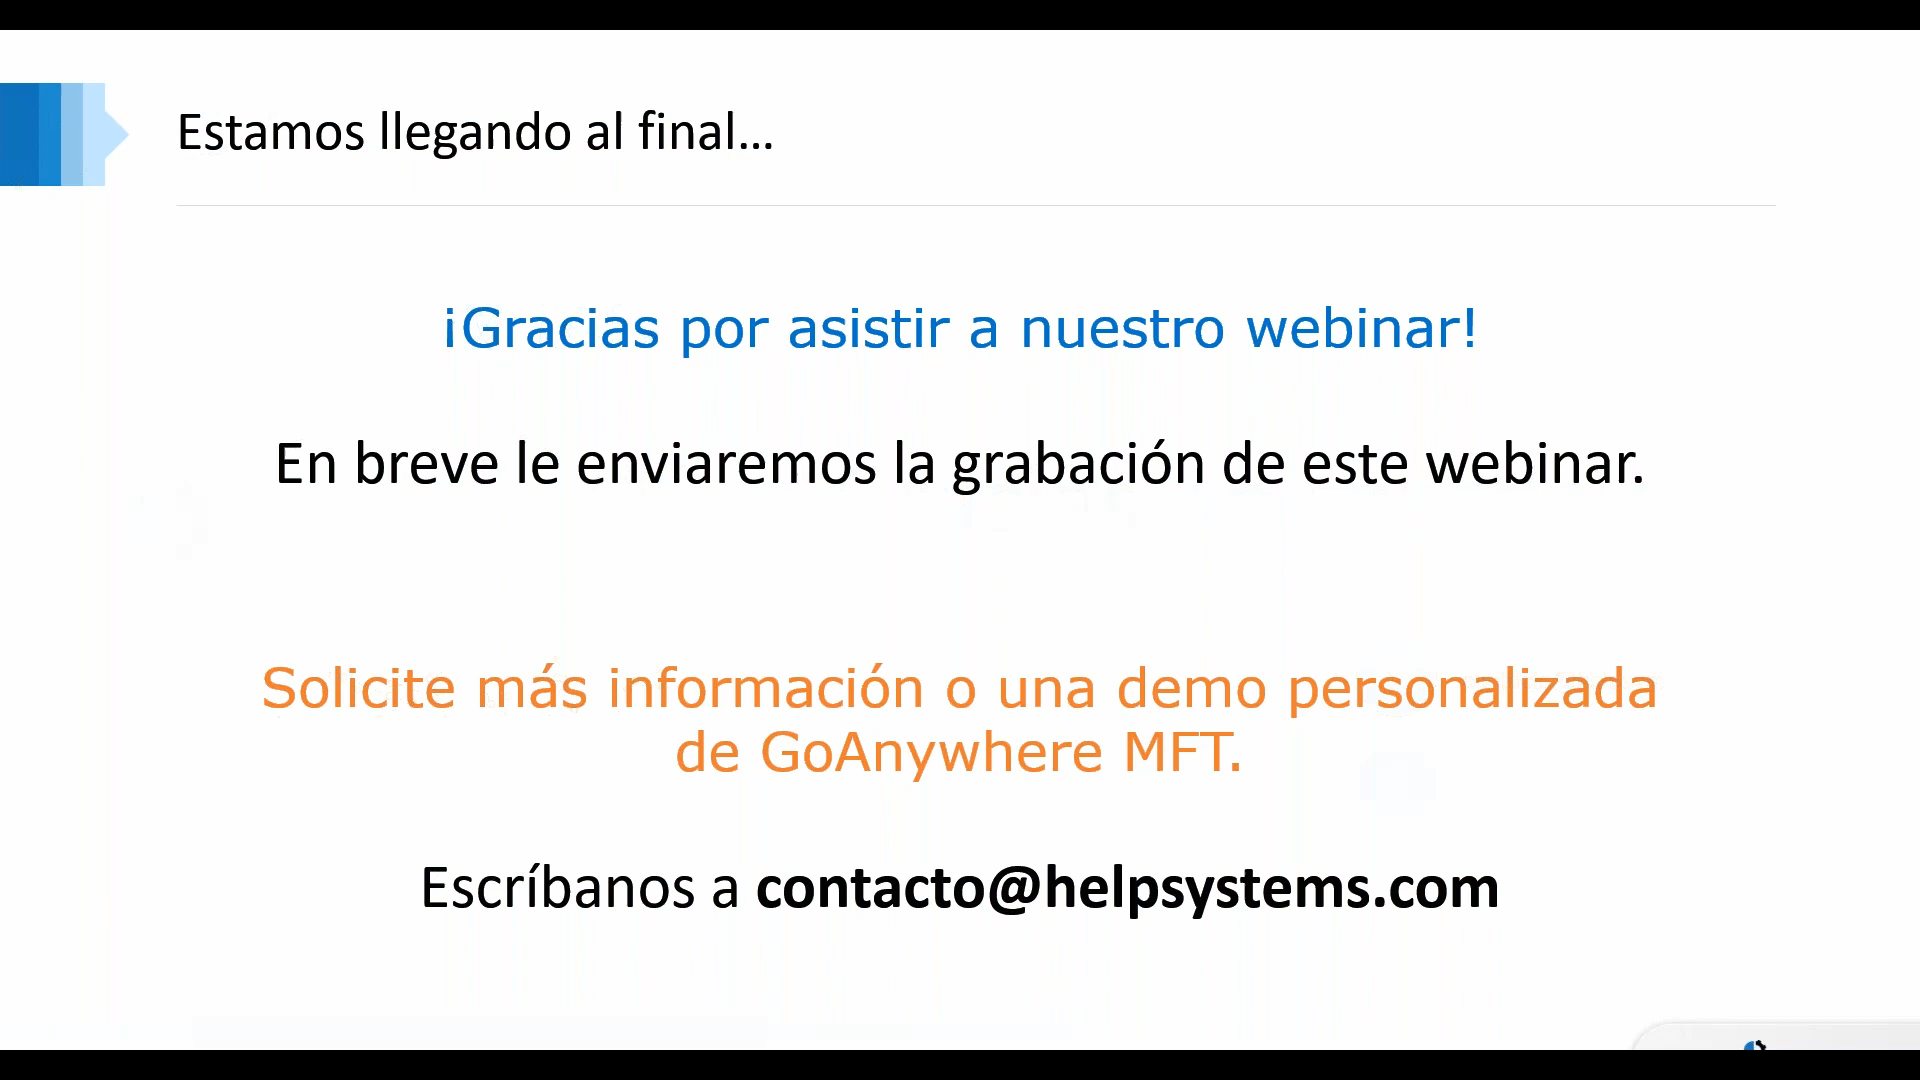 Estamos llegando al final...
¡Gracias por asistir a nuestro webinar!
En breve le enviaremos la grabación de este webinar.
Solicite más información o una demo personalizada
de GoAnywhere MFT.
Escríbanos a contacto@helpsystems.com